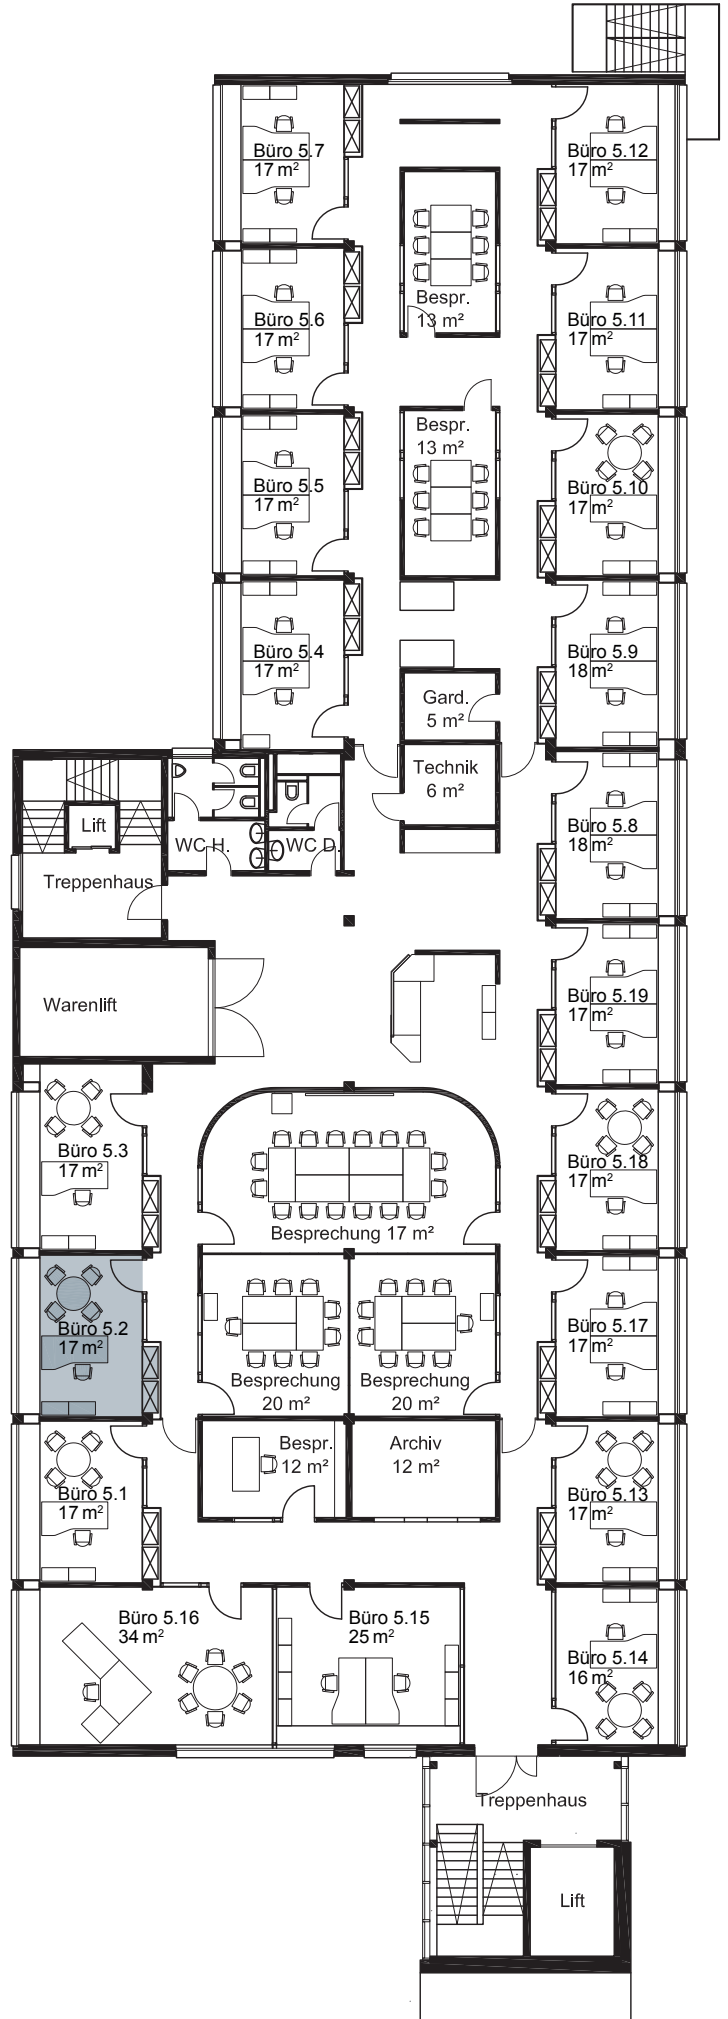 Büro 5.7
17 m²
Büro 5.12
17 m²
Bespr.
13 m²
Büro 5.6
17 m²
Büro 5.11
17 m²
Bespr.
13 m²
Büro 5.5
17 m²
Büro 5.10
17 m²
Büro 5.4
17 m²
Büro 5.9
18 m²
Gard.
5 m²
Technik
6 m²
Lift
WC H.
WC D.
Büro 5.8
18 m²
Treppenhaus
Warenlift
Büro 5.19
17 m²
Büro 5.3
17 m²
Büro 5.18
17 m²
Besprechung 17 m²
Büro 5.2
17 m²
Büro 5.17
17 m²
Besprechung
20 m²
Besprechung
20 m²
Bespr.
12 m²
Archiv
12 m²
Büro 5.1
17 m²
Büro 5.13
17 m²
Büro 5.16
34 m²
Büro 5.15
25 m²
Büro 5.14
16 m²
Treppenhaus
Lift